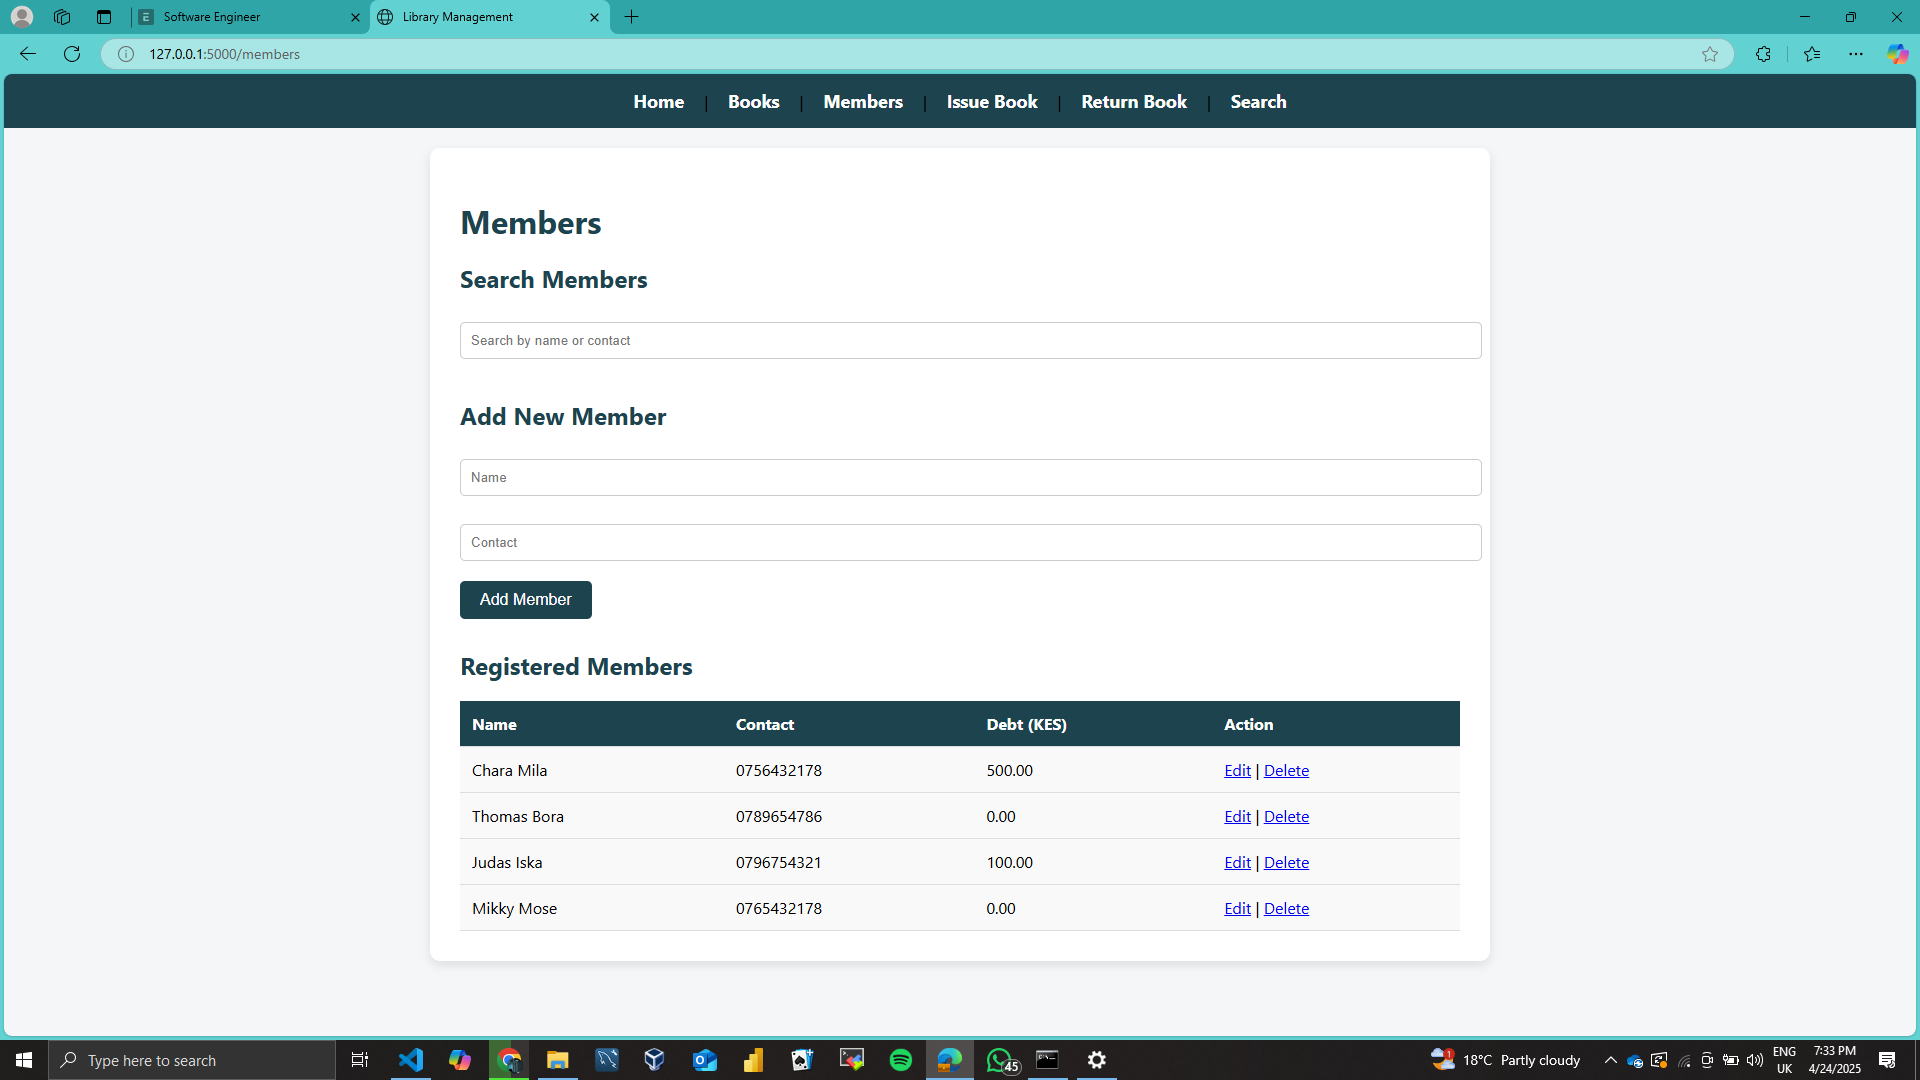 Software Engineer
Library Management
127.0.0.1:5000/members
Home | Books | Members | Issue Book | Return Book | Search
Members
Search Members
Search by name or contact
Add New Member
Name
Contact
Add Member
Registered Members
Name Contact Debt (KES) Action
Chara Mila 0756432178 500.00 Edit | Delete
Thomas Bora 0789654786 0.00 Edit | Delete
Judas Iska 0796754321 100.00 Edit | Delete
Mikky Mose 0765432178 0.00 Edit | Delete
Type here to search
45
1
18°C Partly cloudy
ENG
UK
7:33 PM
4/24/2025